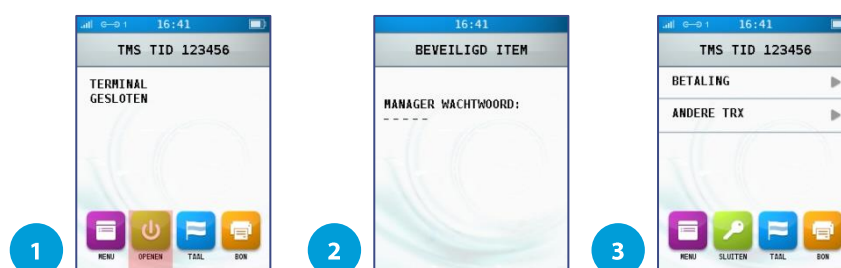 16:41
TMS TID 123456
TERMINAL
GESLOTEN
MENU OPENEN TAAL BON
1
16:41
BEVEILIGD ITEM
MANAGER WACHTWOORD:
- - - - -
2
16:41
TMS TID 123456
BETALING
ANDERE TRX
MENU SLUITEN TAAL BON
3